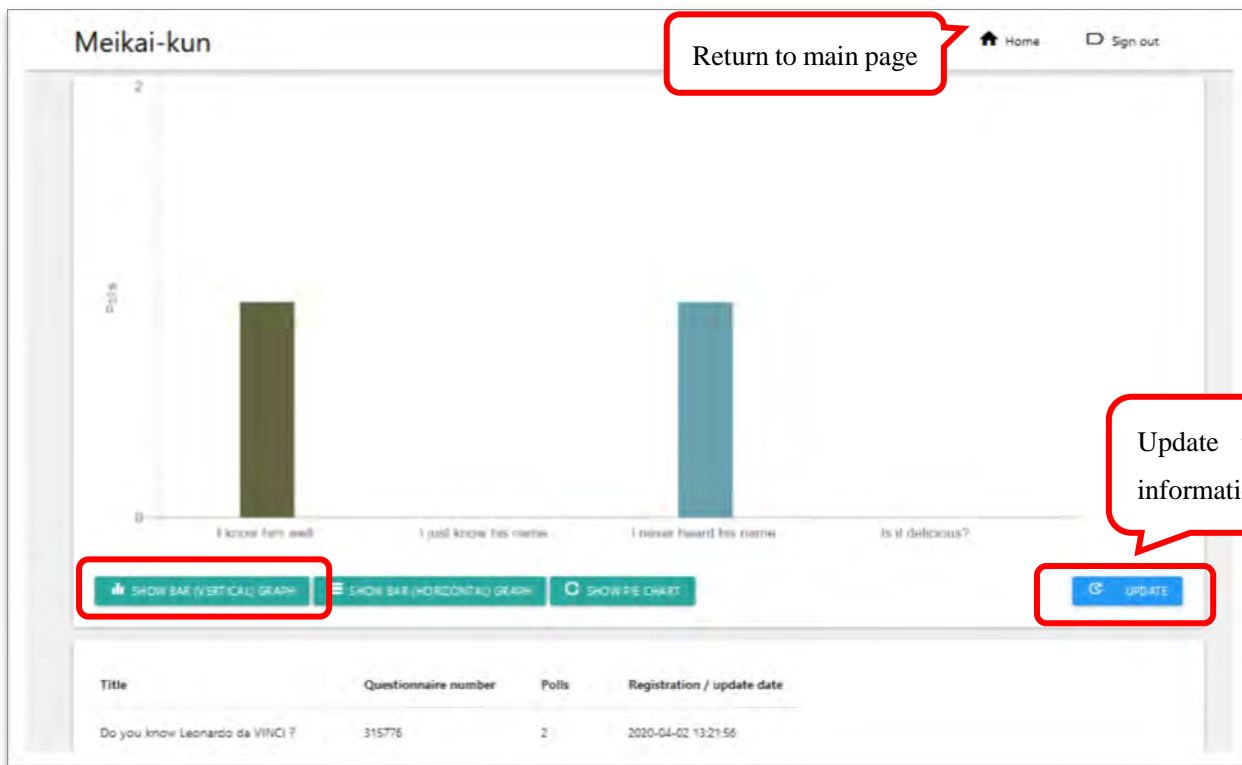 Meikai-kun
Return to main page
Home
Sign out
2
Polls
0
I know him well
I just know his name
I never heard his name
Is it delicious?
Update
informati
SHOW BAR (VERTICAL) GRAPH
SHOW BAR (HORIZONTAL) GRAPH
SHOW PIE CHART
UPDATE
Title
Questionnaire number
Polls
Registration / update date
Do you know Leonardo da VINCI ?
315776
2
2020-04-02 13:21:56